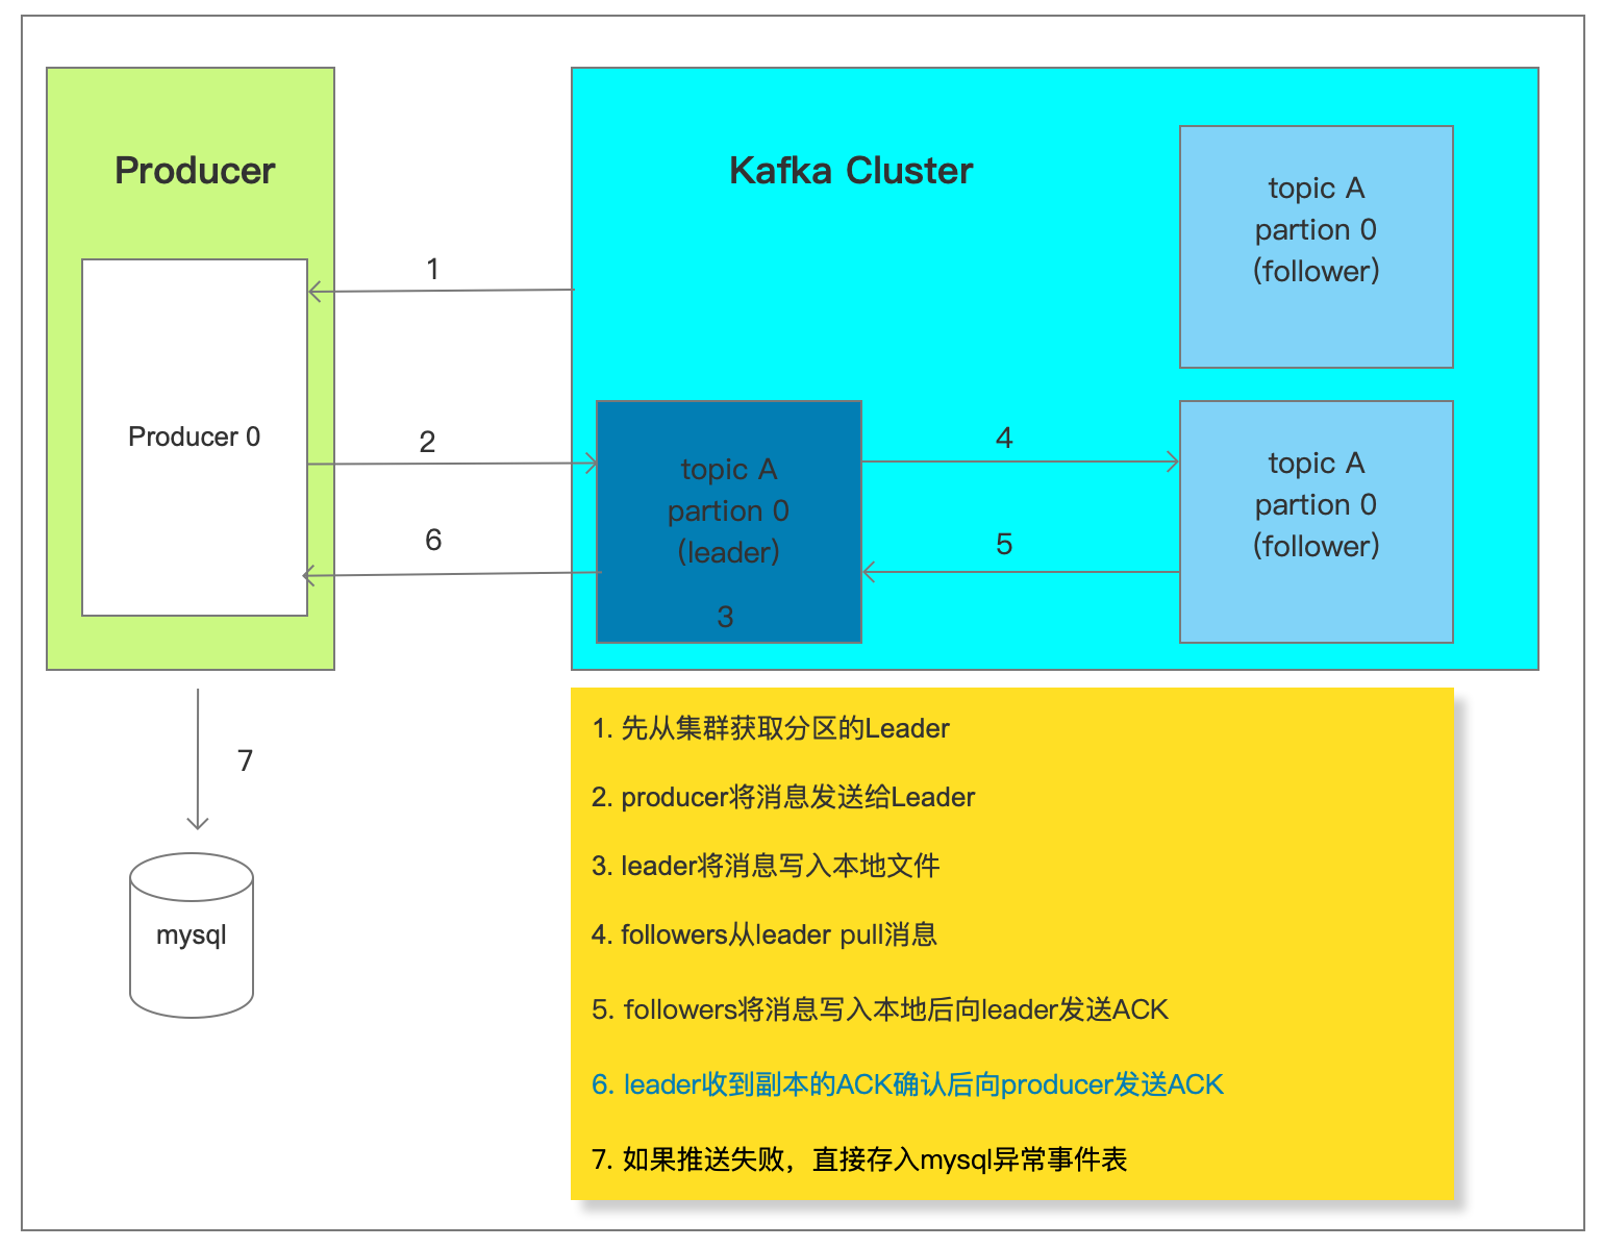 Producer
Kafka Cluster
topic A
partion 0
(follower)
1
Producer 0
2
topic A
partion 0
(leader)
3
4
topic A
partion 0
(follower)
5
6
7
mysql
1. 先从集群获取分区的Leader
2. producer将消息发送给Leader
3. leader将消息写入本地文件
4. followers从leader pull消息
5. followers将消息写入本地后向leader发送ACK
6. leader收到副本的ACK确认后向producer发送ACK
7. 如果推送失败，直接存入mysql异常事件表